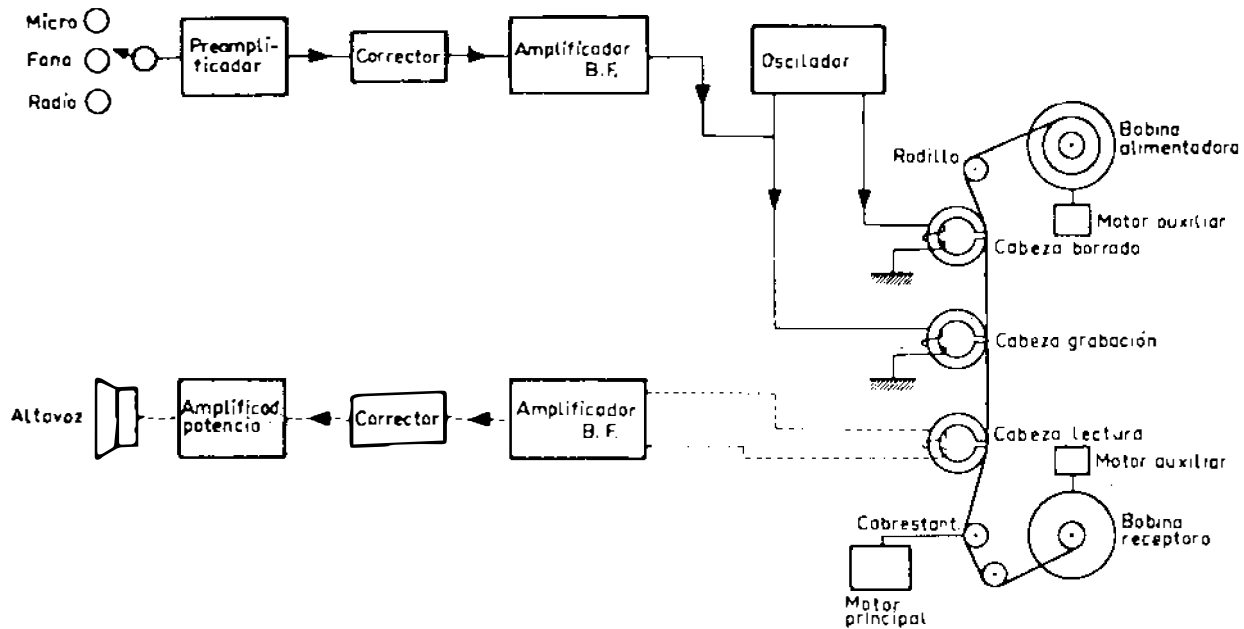 Micro
Fono
Radio
Preampli-
ficador
Corrector
Amplificador
B.F.
Oscilador
Rodillo
Bobina
alimentadora
Motor auxiliar
Cabeza borrado
Cabeza grabación
Altavoz
Amplificad.
potencia
Corrector
Amplificador
B.F.
Cabeza lectura
Motor auxiliar
Cabrestant.
Bobina
receptora
Motor
principal